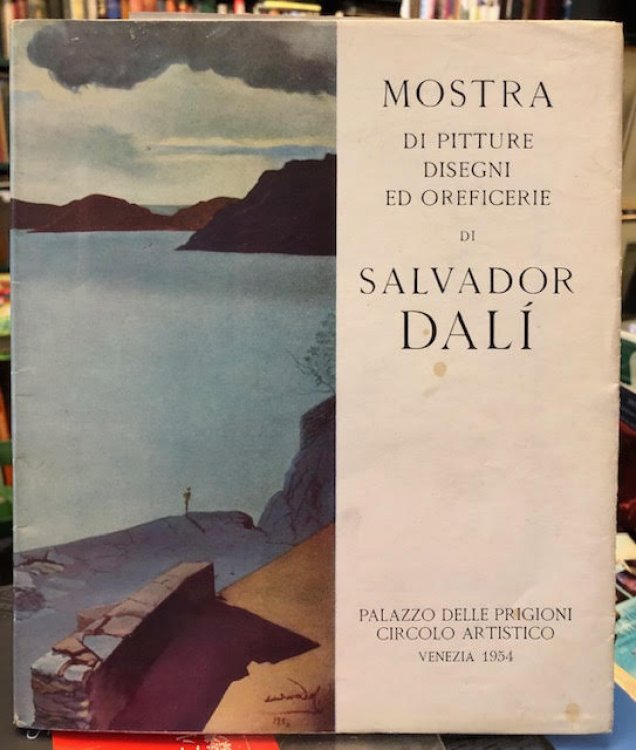 MOSTRA
DI PITTURE
DISEGNI
ED OREFICERIE
DI
SALVADOR
DALÍ
PALAZZO DELLE PRIGIONI
CIRCOLO ARTISTICO
VENEZIA 1954